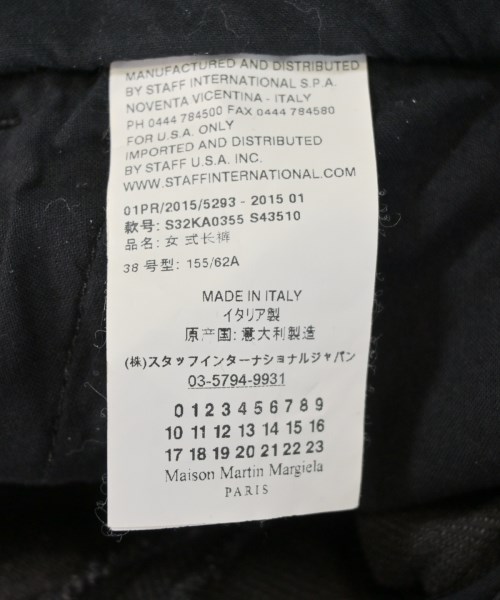 MANUFACTURED AND DISTRIBUTED
BY STAFF INTERNATIONAL S.P.A.
NOVENTA VICENTINA - ITALY
PH 0444 784500 FAX 0444 784580
FOR U.S.A. ONLY
IMPORTED AND DISTRIBUTED
BY STAFF U.S.A. INC.
WWW.STAFFINTERNATIONAL.COM
01PR/2015/5293 - 2015 01
款号: S32KA0355 S43510
品名: 女 式长裤
38 号型: 155/62A
MADE IN ITALY
イタリア製
原产国: 意大利製造
(株)スタッフインターナショナルジャパン
03-5794-9931
0 1 2 3 4 5 6 7 8 9
10 11 12 13 14 15 16
17 18 19 20 21 22 23
Maison Martin Margiela
PARIS